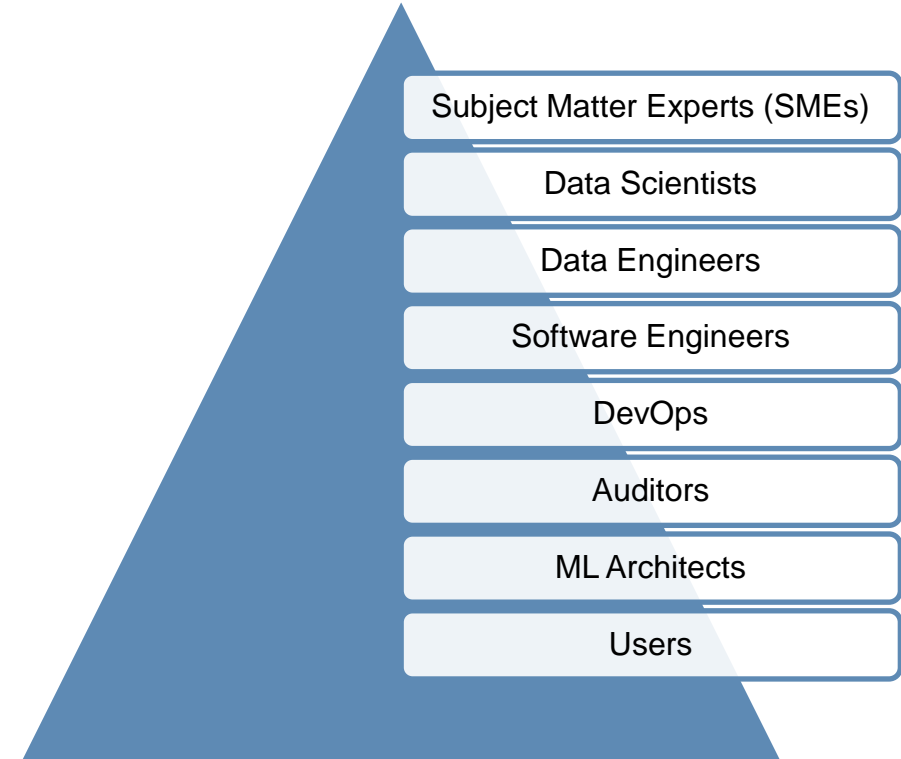 Subject Matter Experts (SMEs)
Data Scientists
Data Engineers
Software Engineers
DevOps
Auditors
ML Architects
Users